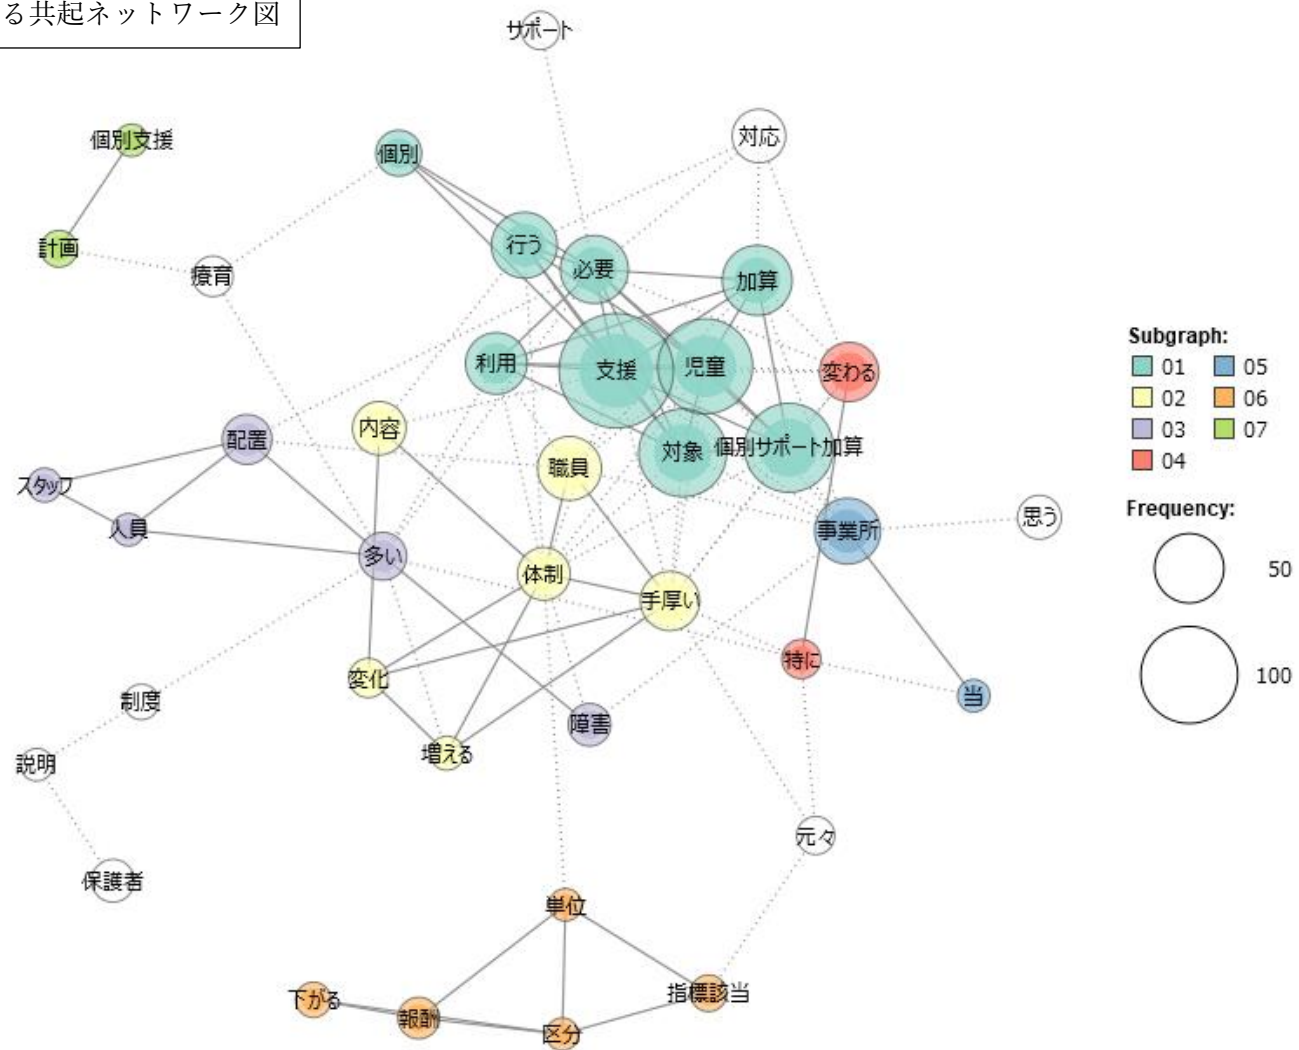 る共起ネットワーク図
サポート
対応
個別支援
個別
計画
療育
行う
必要
加算
利用
支援
児童
変わる
内容
配置
職員
対象
個別サポート加算
スタッフ
人員
多い
体制
手厚い
事業所
思う
変化
特に
当
制度
障害
増える
説明
元々
保護者
単位
下がる
報酬
区分
指標該当
Subgraph:
01 05
02 06
03 07
04
Frequency:
50
100